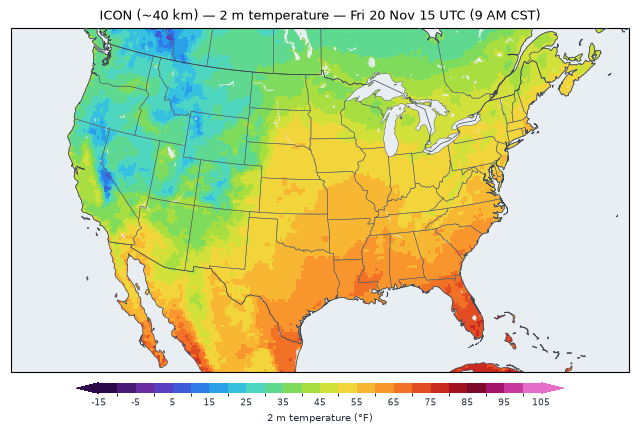 ICON (~40 km) — 2 m temperature — Fri 20 Nov 15 UTC (9 AM CST)
-15 -5 5 15 25 35 45 55 65 75 85 95 105
2 m temperature (°F)